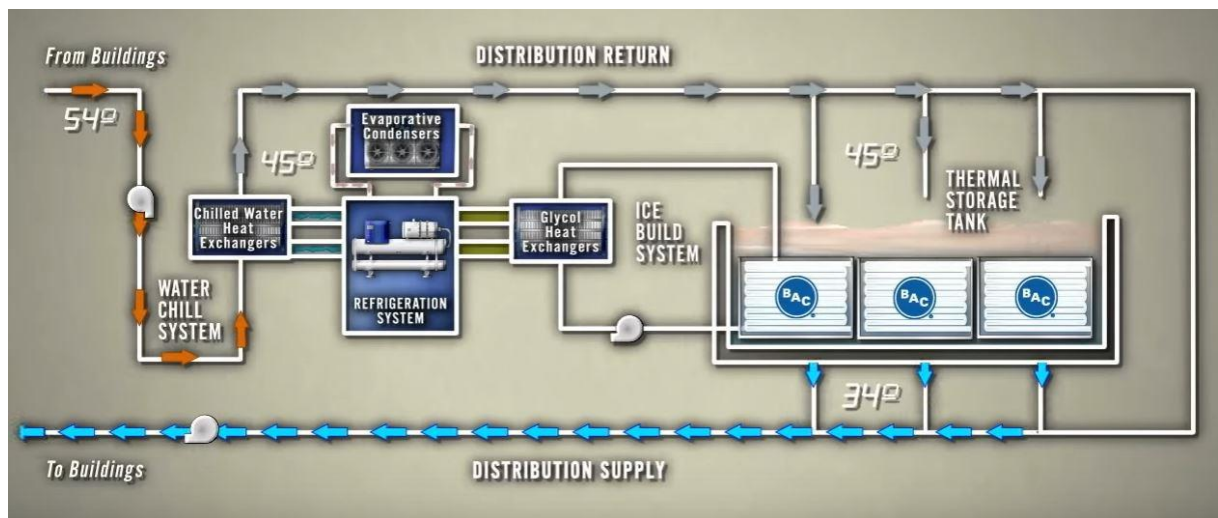 From Buildings
DISTRIBUTION RETURN
54º
Evaporative
Condensers
45º
45º
THERMAL
STORAGE
TANK
Chilled Water
Heat
Exchangers
Glycol
Heat
Exchangers
ICE
BUILD
SYSTEM
WATER
CHILL
SYSTEM
REFRIGERATION
SYSTEM
BAC
BAC
BAC
34º
To Buildings
DISTRIBUTION SUPPLY